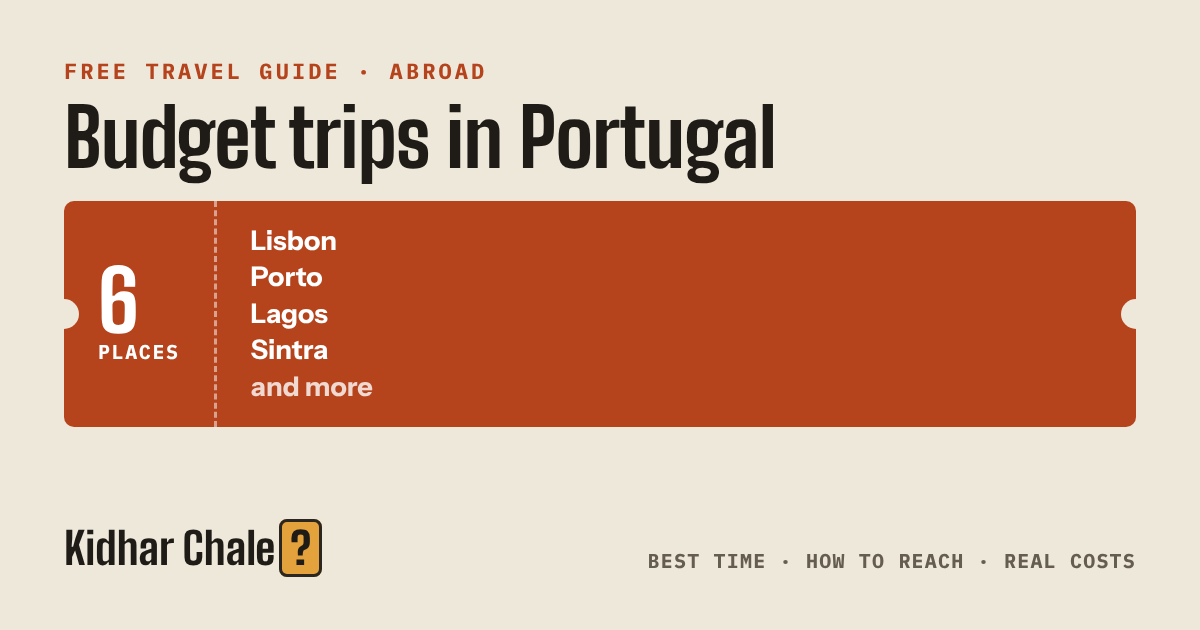 FREE TRAVEL GUIDE · ABROAD
Budget trips in Portugal
6
PLACES
Lisbon
Porto
Lagos
Sintra
and more
Kidhar Chale ?
BEST TIME · HOW TO REACH · REAL COSTS